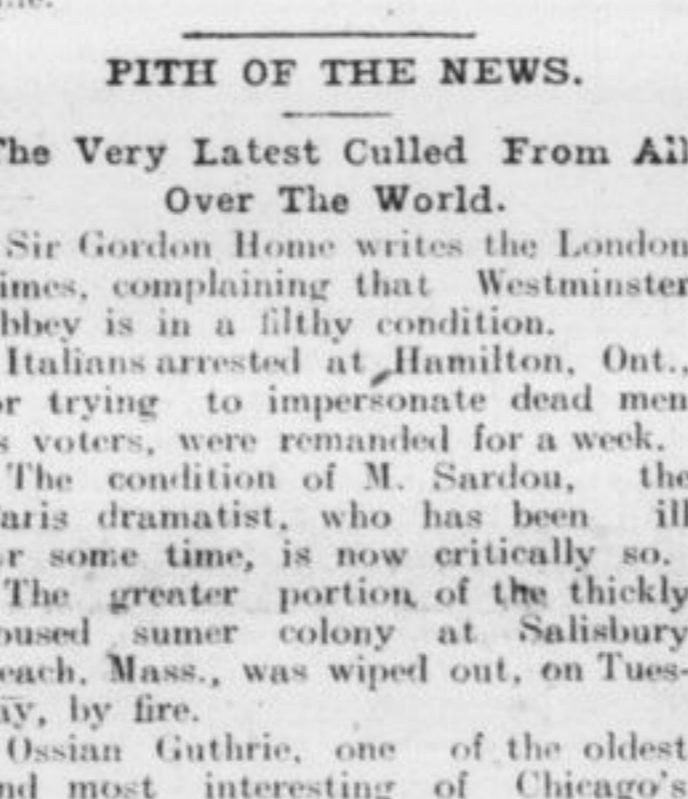 PITH OF THE NEWS.
The Very Latest Culled From All
Over The World.
Sir Gordon Home writes the London
imes, complaining that Westminster
bbey is in a filthy condition.
Italians arrested at Hamilton, Ont.,
or trying to impersonate dead men
s voters, were remanded for a week.
The condition of M. Sardou, the
aris dramatist, who has been ill
or some time, is now critically so.
The greater portion of the thickly
oused sumer colony at Salisbury
each, Mass., was wiped out, on Tues-
ay, by fire.
Ossian Guthrie, one of the oldest
nd most interesting of Chicago's